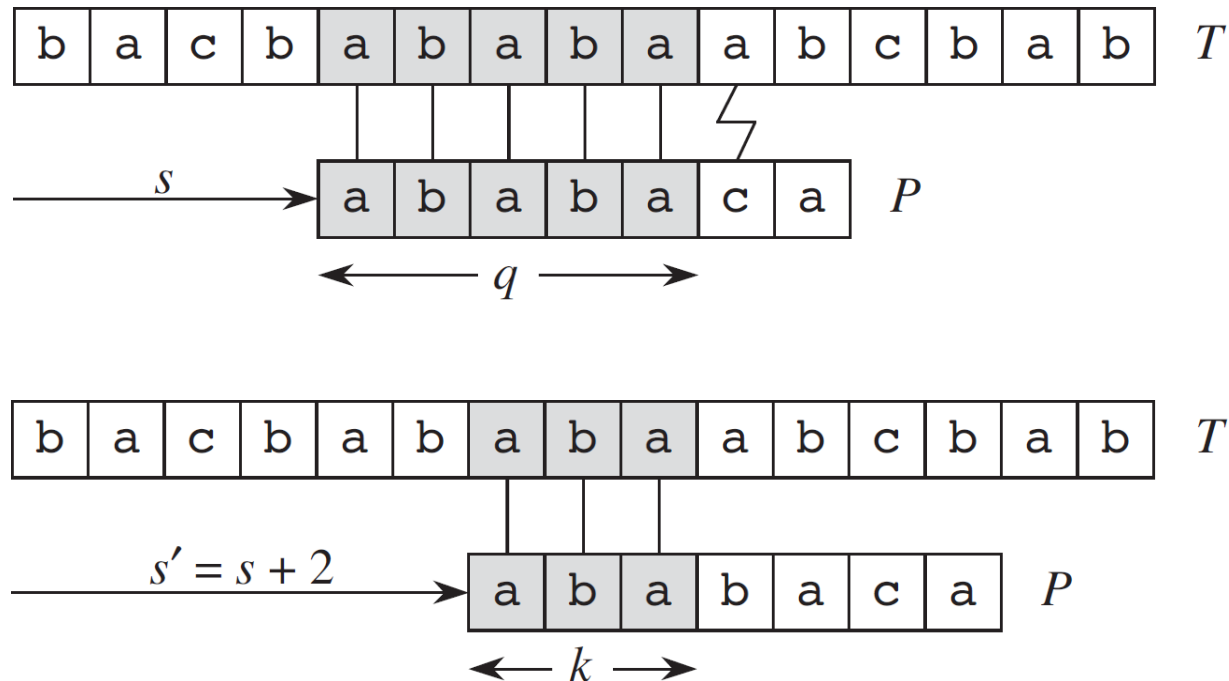 b a c b a b a b a a b c b a b T
s a b a b a c a P
q
b a c b a b a b a a b c b a b T
s′ = s + 2 a b a b a c a P
k